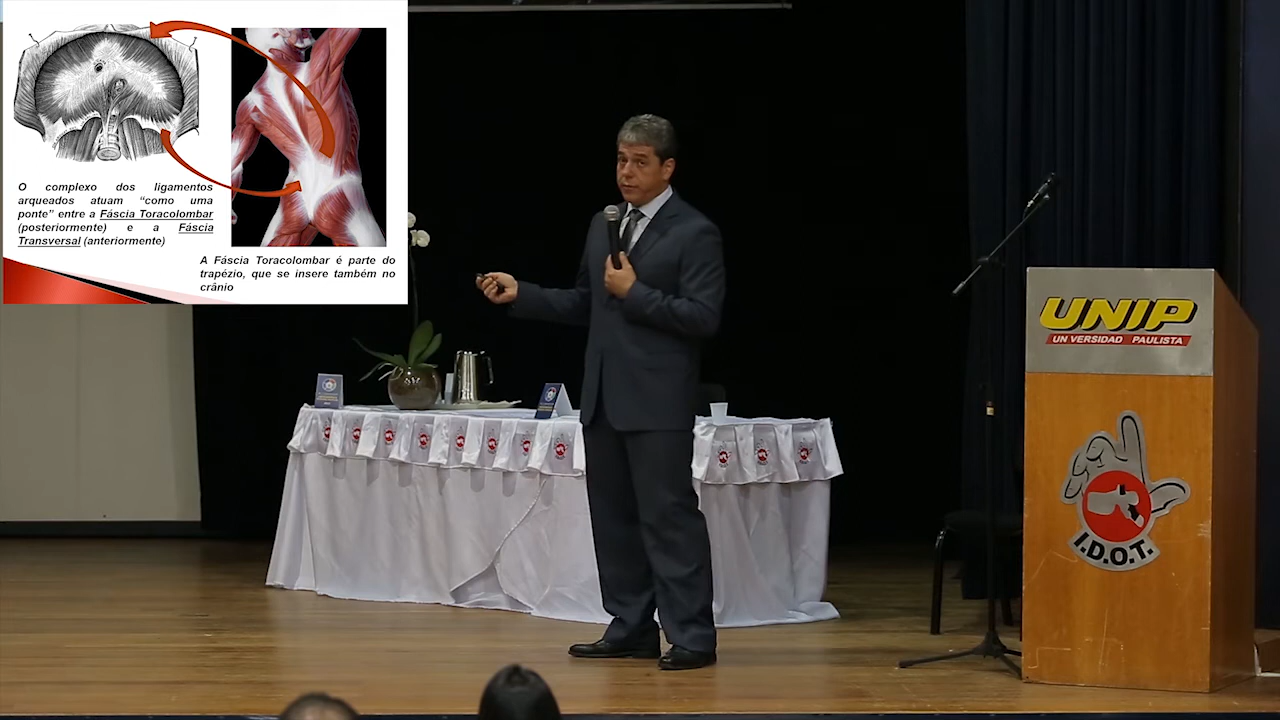 O complexo dos ligamentos
arqueados atuam “como uma
ponte” entre a Fáscia Toracolombar
(posteriormente) e a Fáscia
Transversal (anteriormente)
A Fáscia Toracolombar é parte do
trapézio, que se insere também no
crânio
UNIP
UN VERSIDAD PAULISTA
I.D.O.T.